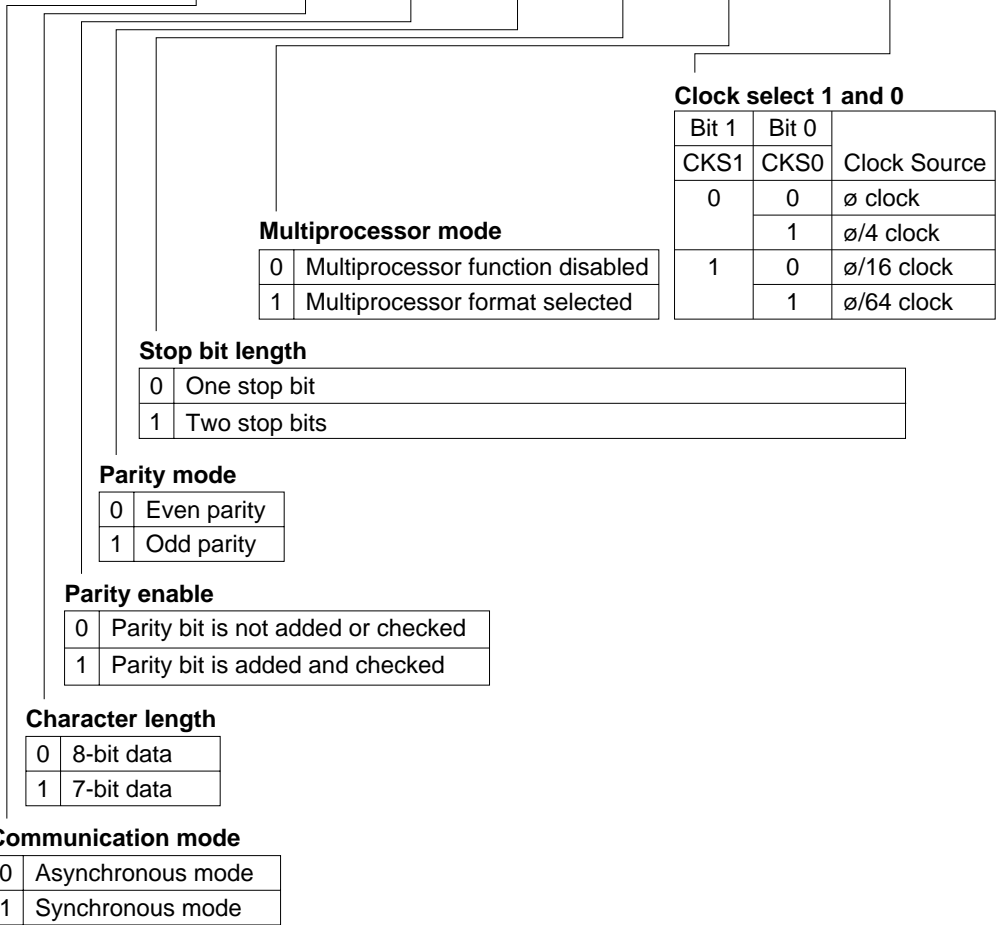 Clock select 1 and 0
Bit 1 Bit 0
CKS1 CKS0 Clock Source
0 0 ø clock
1 ø/4 clock
1 0 ø/16 clock
1 ø/64 clock
Multiprocessor mode
0 Multiprocessor function disabled
1 Multiprocessor format selected
Stop bit length
0 One stop bit
1 Two stop bits
Parity mode
0 Even parity
1 Odd parity
Parity enable
0 Parity bit is not added or checked
1 Parity bit is added and checked
Character length
0 8-bit data
1 7-bit data
Communication mode
0 Asynchronous mode
1 Synchronous mode